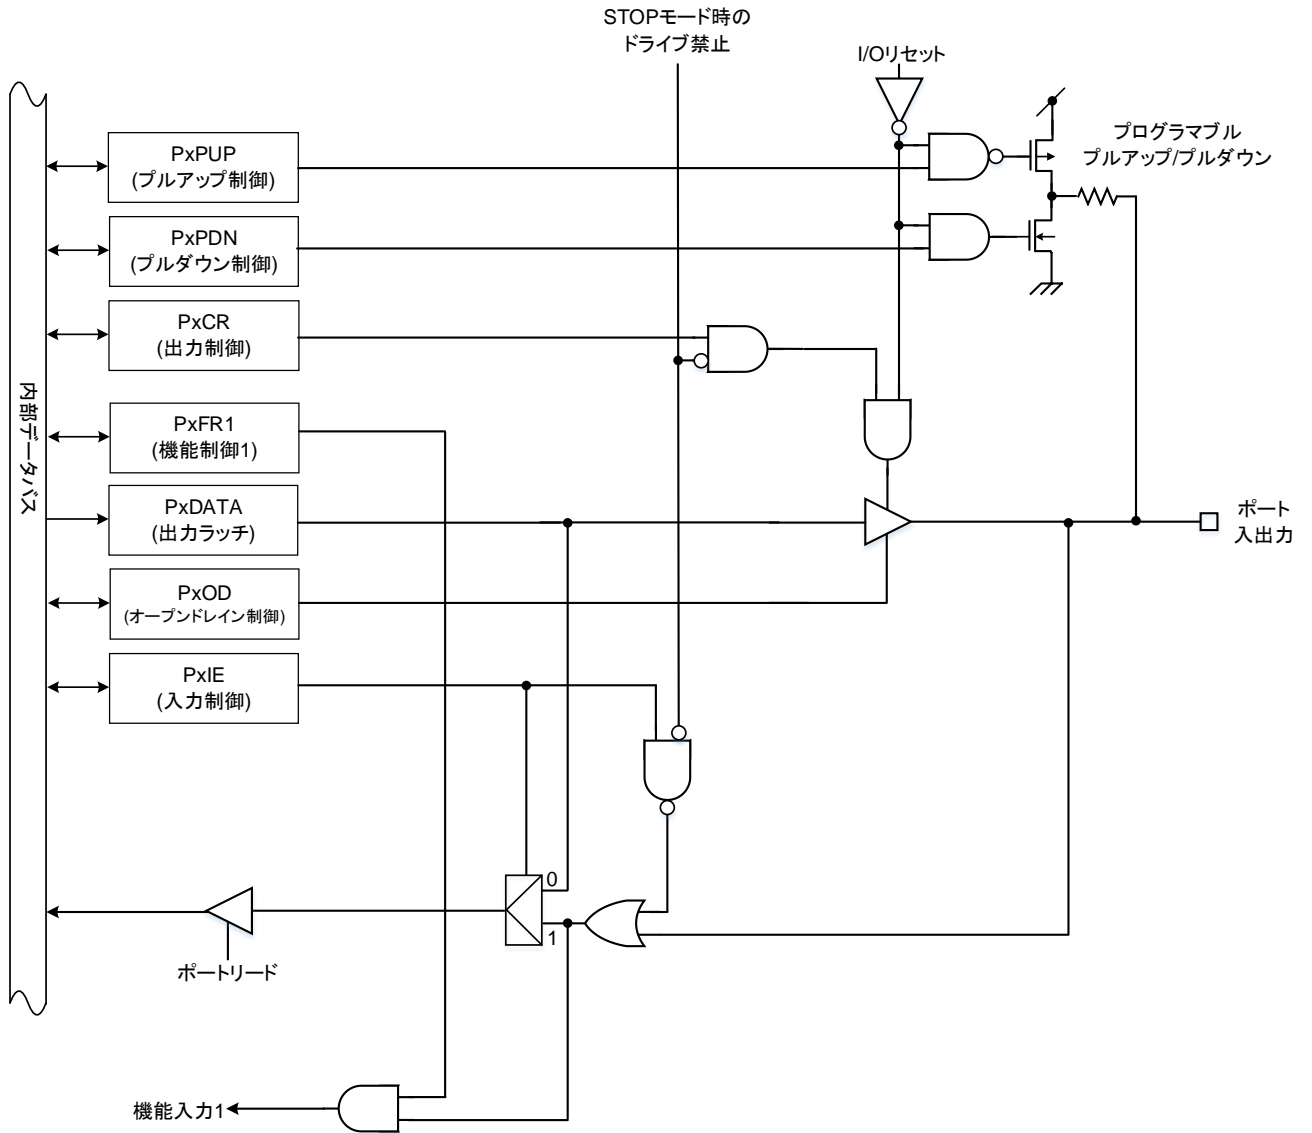 STOPモード時の
ドライブ禁止
I/Oリセット
プログラマブル
プルアップ/プルダウン
PxPUP
(プルアップ制御)
PxPDN
(プルダウン制御)
PxCR
(出力制御)
内部データバス
PxFR1
(機能制御1)
PxDATA
(出力ラッチ)
ポート
入出力
PxOD
(オープンドレイン制御)
PxIE
(入力制御)
0
1
ポートリード
機能入力1